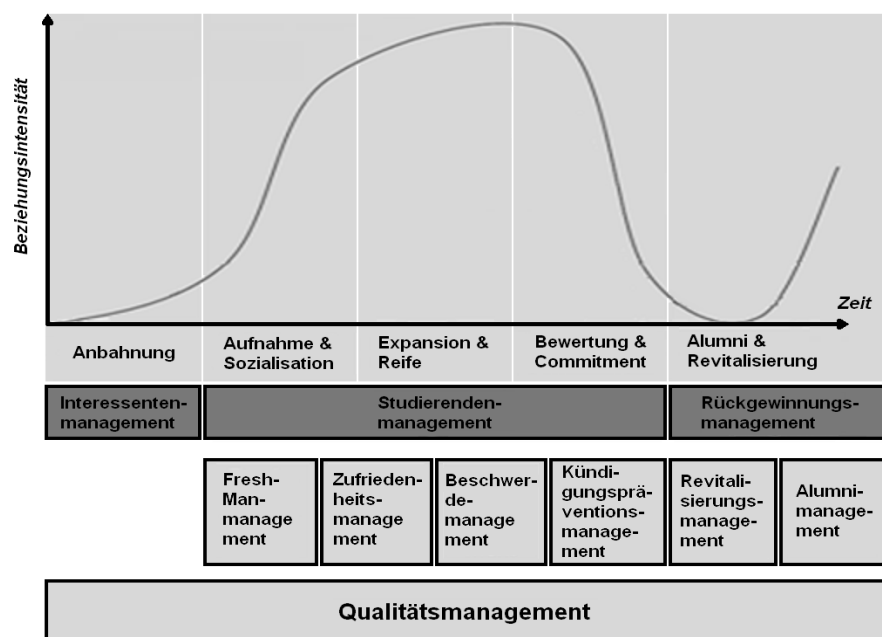 Beziehungsintensität
Zeit
Anbahnung
Aufnahme &
Sozialisation
Expansion &
Reife
Bewertung &
Commitment
Alumni &
Revitalisierung
Interessenten-
management
Studierenden-
management
Rückgewinnungs-
management
Fresh-
Man-
manage
ment
Zufrieden-
heits-
manage
ment
Beschwer-
de-
manage
ment
Kündi-
gungsprä-
ventions-
manage-
ment
Revitali-
sierungs-
manage-
ment
Alumni-
manage-
ment
Qualitätsmanagement